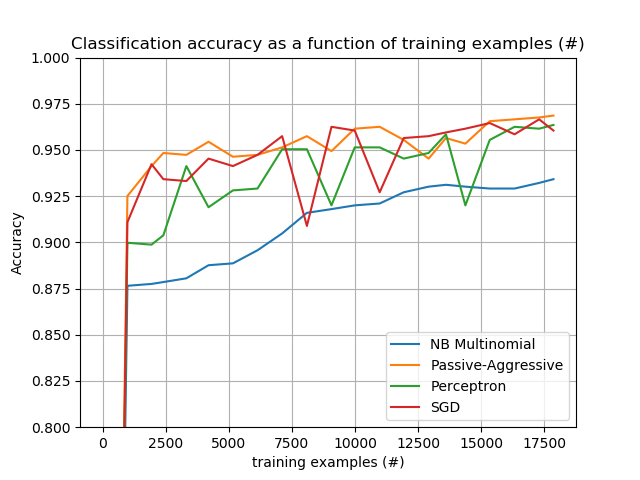 Classification accuracy as a function of training examples (#)
1.000
0.975
0.950
0.925
0.900
0.875
0.850
0.825
0.800
Accuracy
NB Multinomial
Passive-Aggressive
Perceptron
SGD
0 2500 5000 7500 10000 12500 15000 17500
training examples (#)